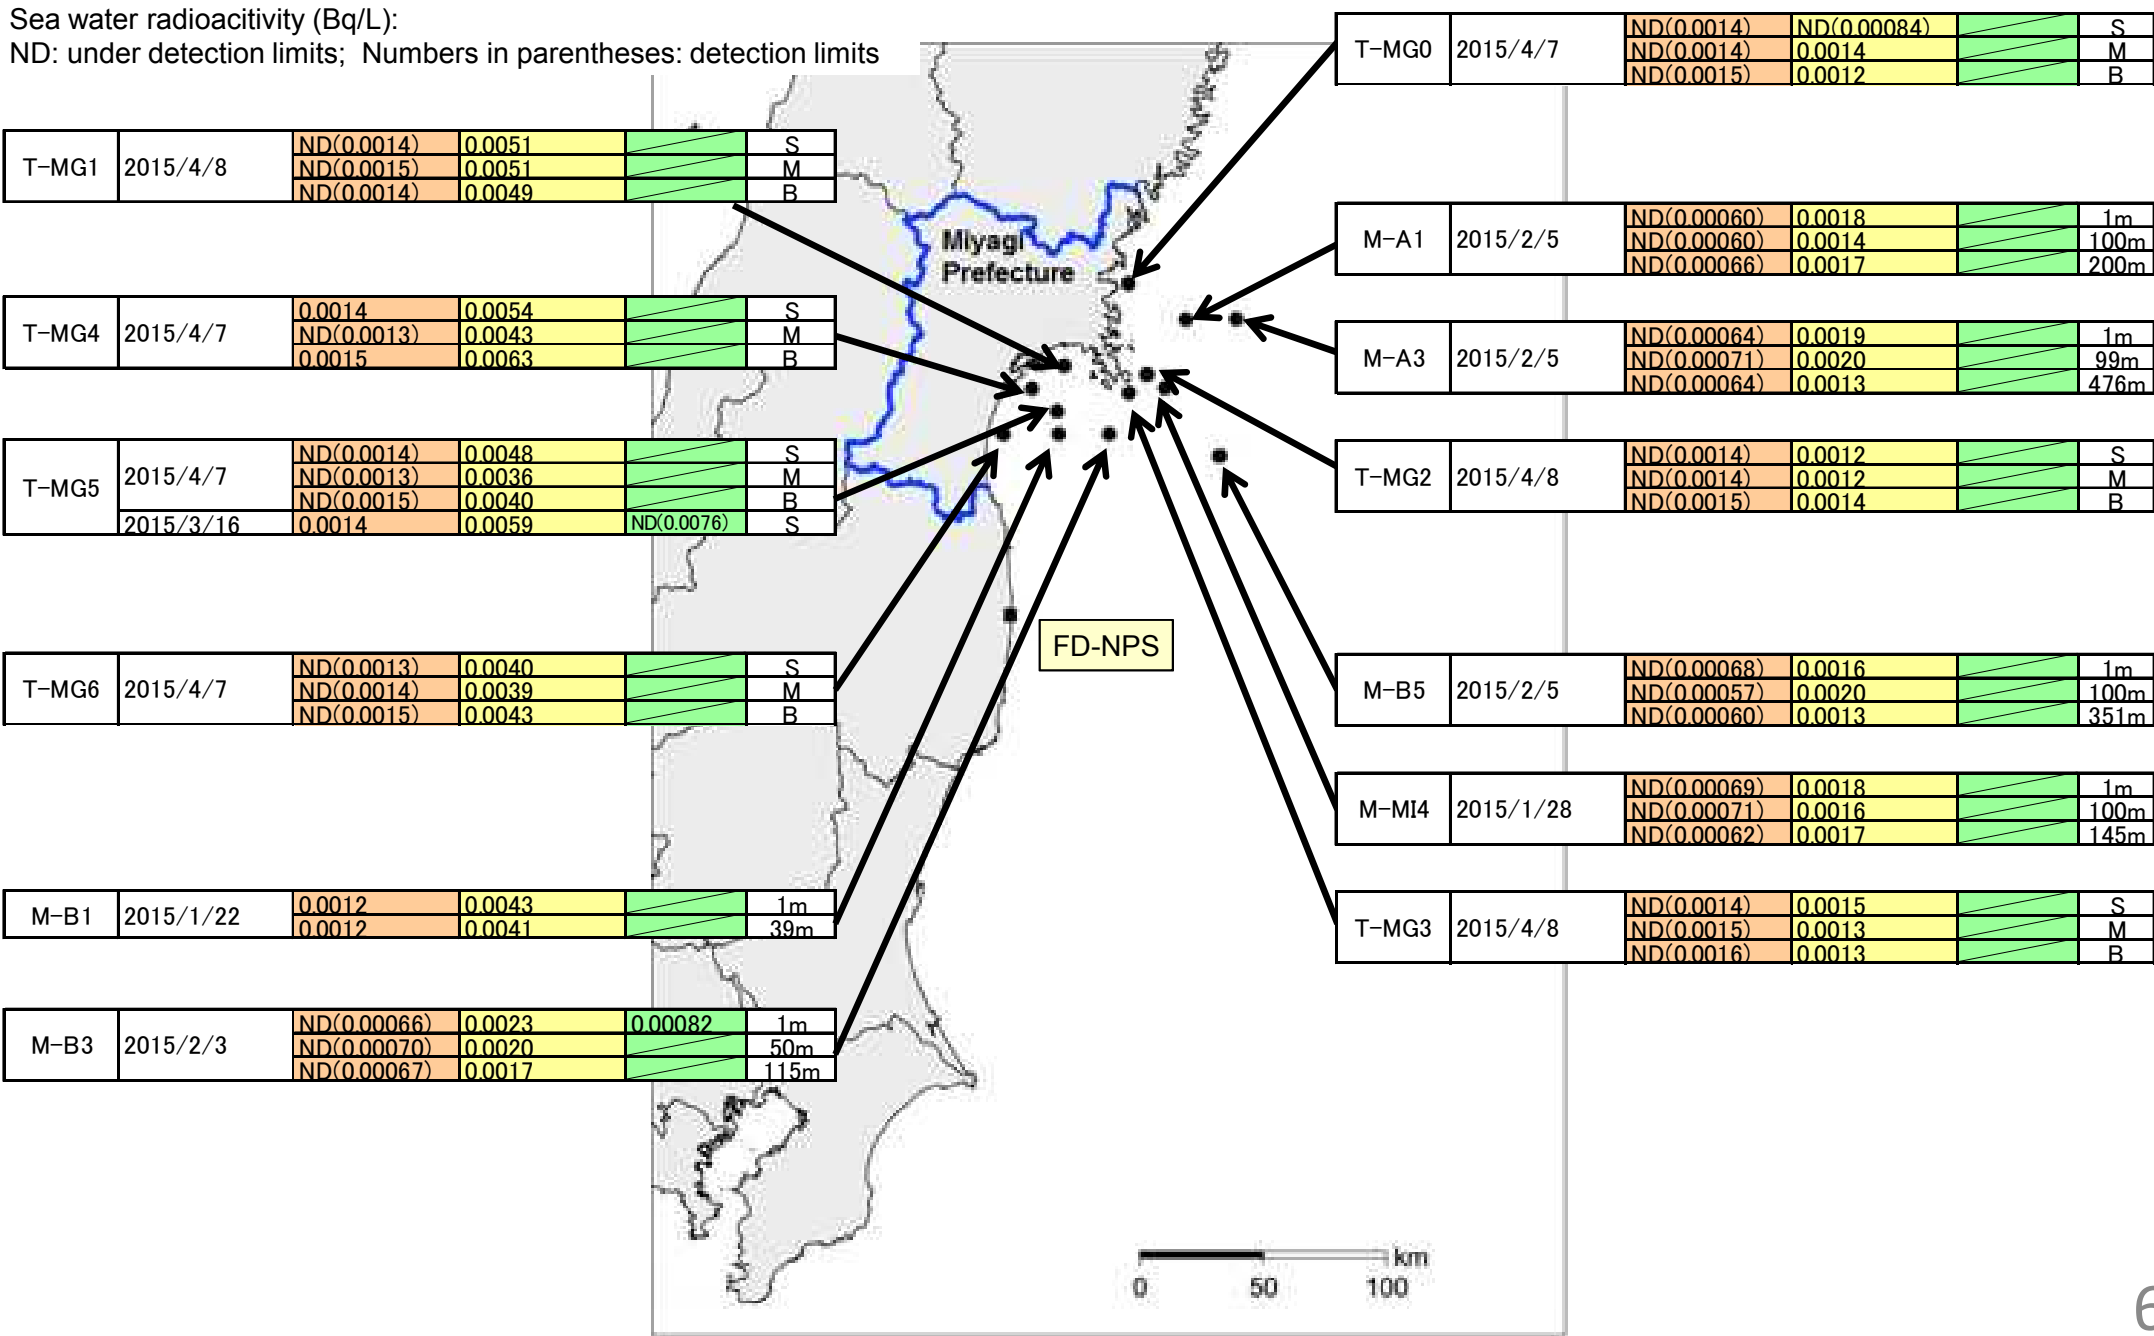 Sea water radioacitivity (Bq/L):
ND: under detection limits; Numbers in parentheses: detection limits
T-MG1 2015/4/8 ND(0.0014) 0.0051 S
ND(0.0015) 0.0051 M
ND(0.0014) 0.0049 B
T-MG4 2015/4/7 0.0014 0.0054 S
ND(0.0013) 0.0043 M
0.0015 0.0063 B
T-MG5 2015/4/7 ND(0.0014) 0.0048 S
ND(0.0013) 0.0036 M
ND(0.0015) 0.0040 B
2015/3/16 0.0014 0.0059 ND(0.0076) S
T-MG6 2015/4/7 ND(0.0013) 0.0040 S
ND(0.0014) 0.0039 M
ND(0.0015) 0.0043 B
M-B1 2015/1/22 0.0012 0.0043 1m
0.0012 0.0041 39m
M-B3 2015/2/3 ND(0.00066) 0.0023 0.00082 1m
ND(0.00070) 0.0020 50m
ND(0.00067) 0.0017 115m
Miyagi
Prefecture
FD-NPS
km
0 50 100
T-MG0 2015/4/7 ND(0.0014) ND(0.00084) S
ND(0.0014) 0.0014 M
ND(0.0015) 0.0012 B
M-A1 2015/2/5 ND(0.00060) 0.0018 1m
ND(0.00060) 0.0014 100m
ND(0.00066) 0.0017 200m
M-A3 2015/2/5 ND(0.00064) 0.0019 1m
ND(0.00071) 0.0020 99m
ND(0.00064) 0.0013 476m
T-MG2 2015/4/8 ND(0.0014) 0.0012 S
ND(0.0014) 0.0012 M
ND(0.0015) 0.0014 B
M-B5 2015/2/5 ND(0.00068) 0.0016 1m
ND(0.00057) 0.0020 100m
ND(0.00060) 0.0013 351m
M-MI4 2015/1/28 ND(0.00069) 0.0018 1m
ND(0.00071) 0.0016 100m
ND(0.00062) 0.0017 145m
T-MG3 2015/4/8 ND(0.0014) 0.0015 S
ND(0.0015) 0.0013 M
ND(0.0016) 0.0013 B
6